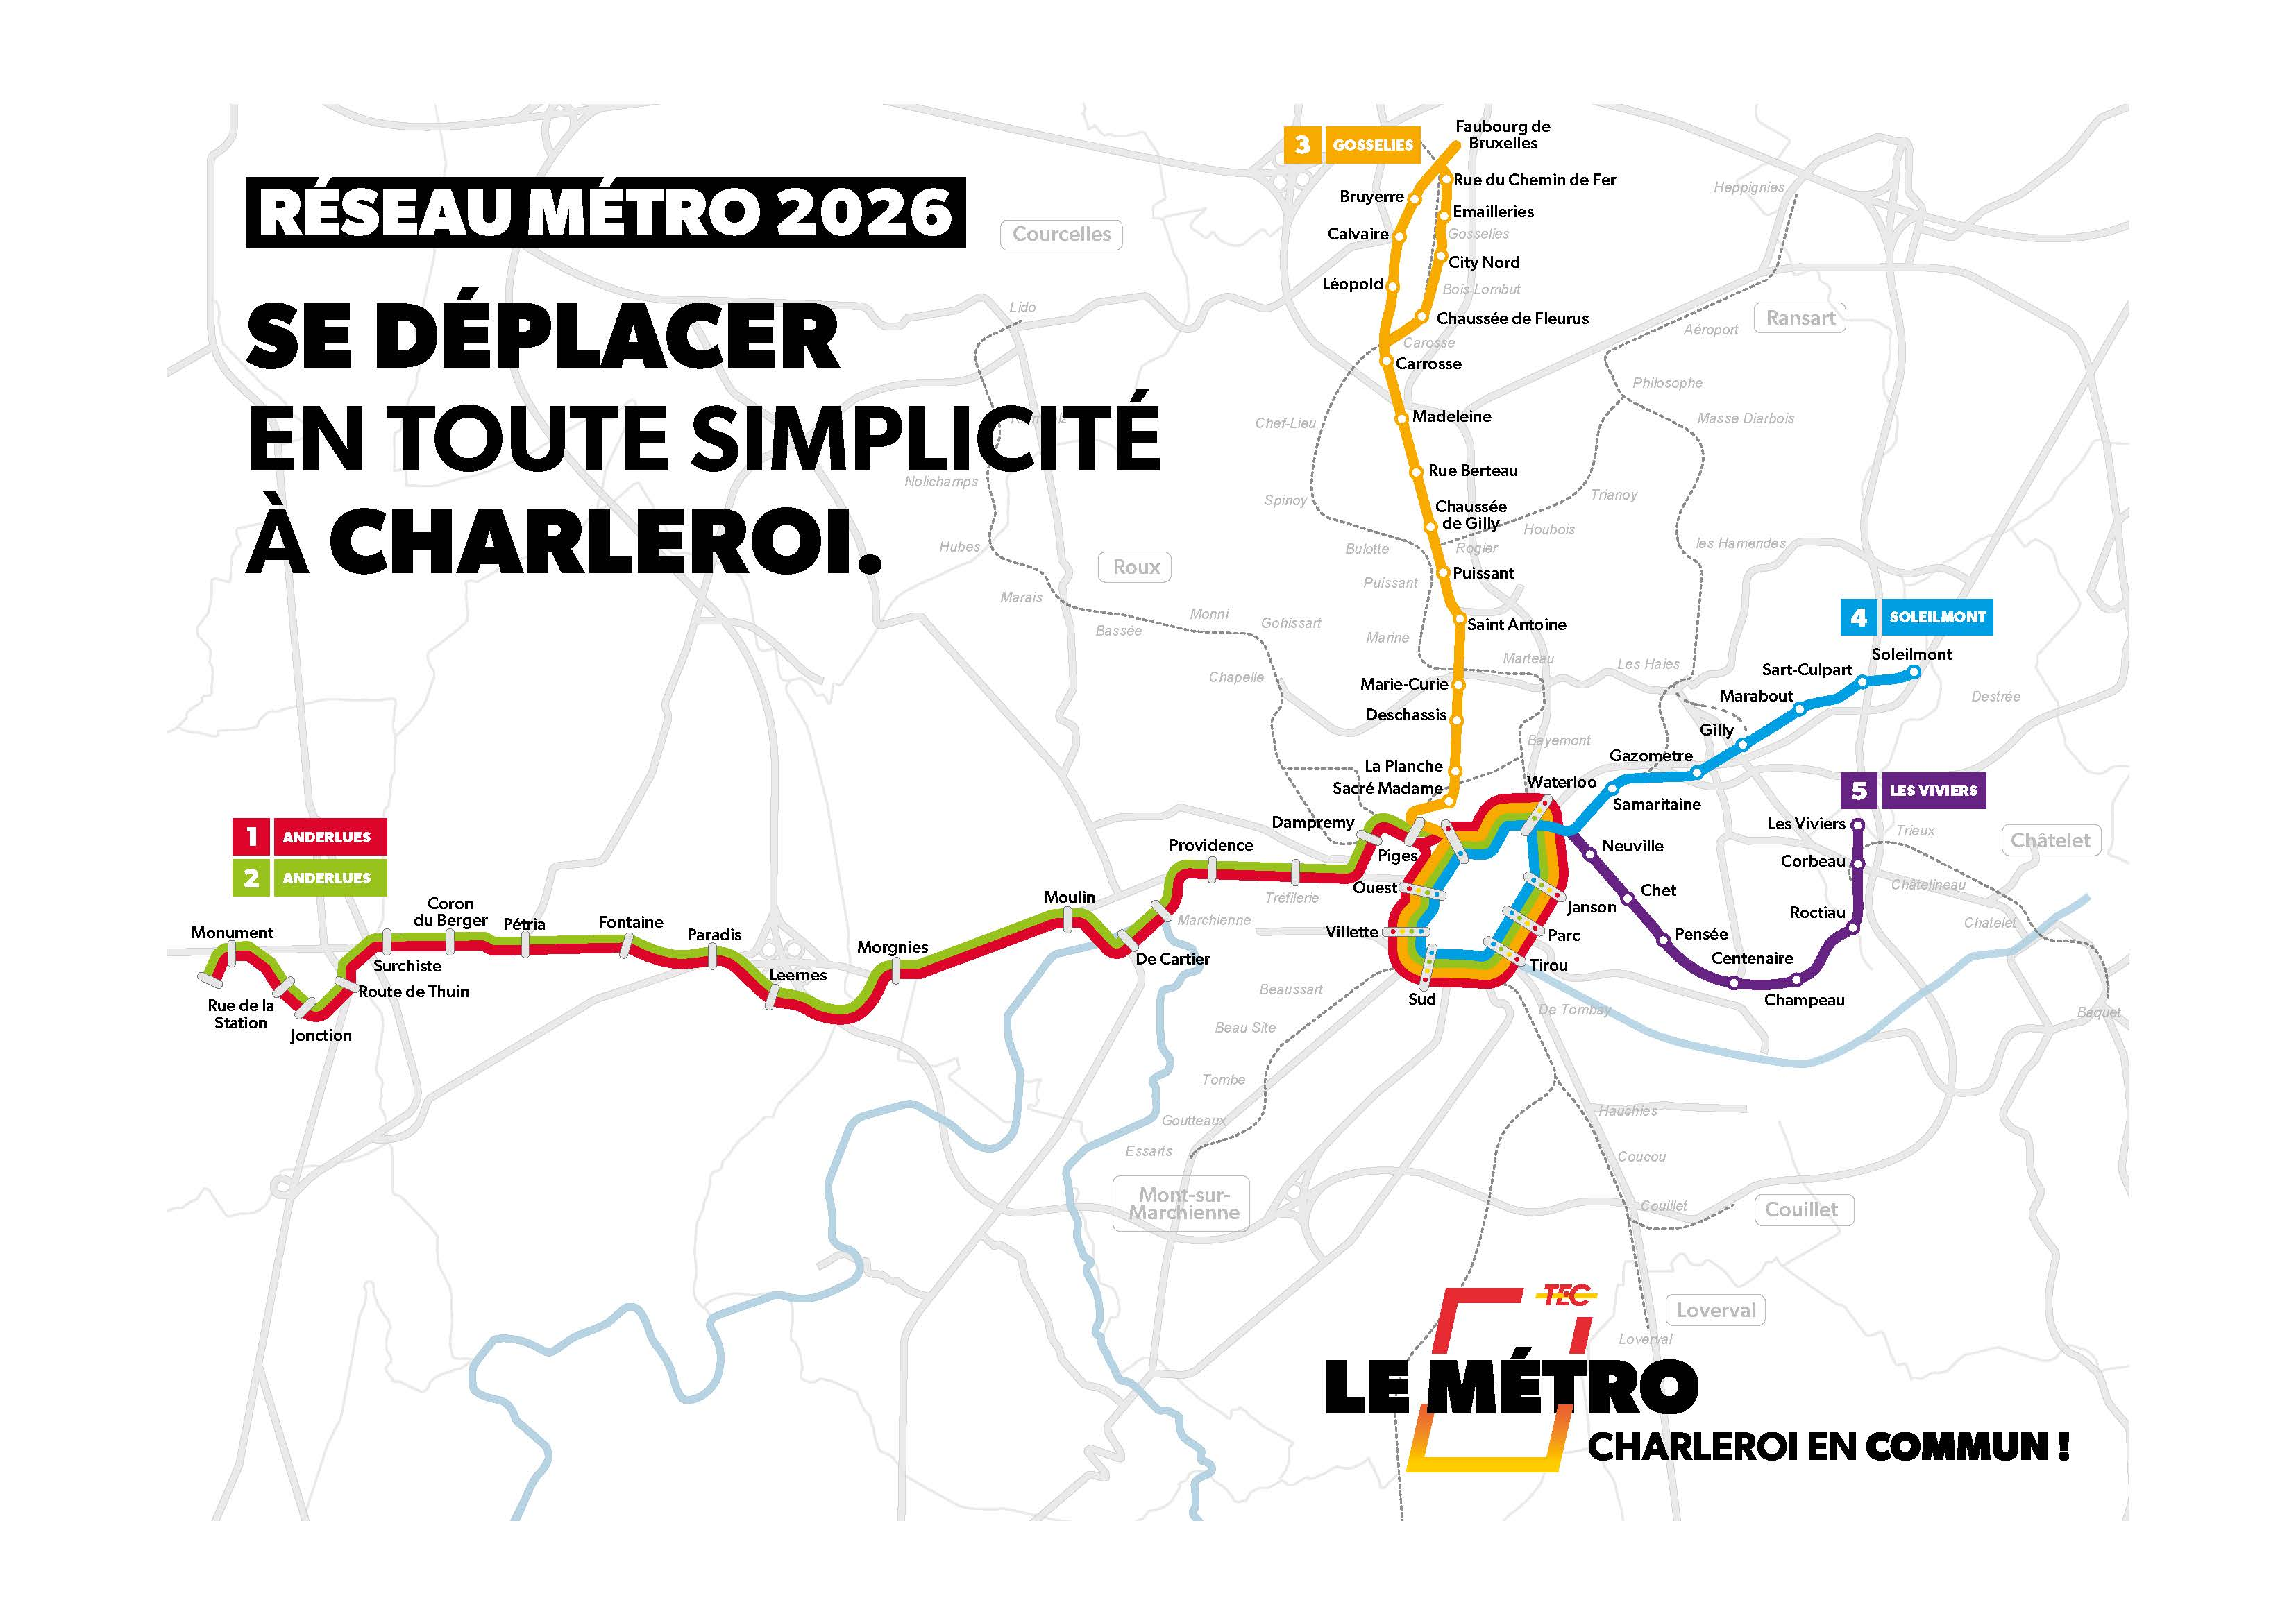 RÉSEAU MÉTRO 2026
SE DÉPLACER
EN TOUTE SIMPLICITÉ
À CHARLEROI.
3 GOSSELIES
Faubourg de
Bruxelles
Rue du Chemin de Fer
Bruyerre
Emailleries
Calvaire
Gosselies
City Nord
Léopold
Bois Lombut
Chaussée de Fleurus
Carosse
Carrosse
Madeleine
Rue Berteau
Chaussée
de Gilly
Rogier
Puissant
Saint Antoine
Marie-Curie
Deschassis
La Planche
Sacré Madame
Heppignies
Courcelles
Lido
Ransart
Aéroport
Philosophe
Masse Diarbois
Chef-Lieu
Nolichamps
Spinoy
Trianoy
Houbois
Hubes
Bulotte
les Hamendes
Roux
Puissant
Marais
Monni
Gohissart
Bassée
Marine
Marteau
Les Haies
Chapelle
Bayemont
4 SOLEILMONT
Soleilmont
Sart-Culpart
Marabout
Destrée
Gilly
Gazometre
Waterloo
Samaritaine
5 LES VIVIERS
Les Viviers
Trieux
Châtelet
Neuville
Corbeau
Chet
Châtelineau
Roctiau
Chatelet
Pensée
Centenaire
Champeau
Baquet
1 ANDERLUES
2 ANDERLUES
Dampremy
Providence
Piges
Ouest
Tréfilerie
Janson
Moulin
Marchienne
Villette
Parc
Coron
du Berger
Pétria
Fontaine
Paradis
Monument
Morgnies
De Cartier
Tirou
Surchiste
Leernes
Route de Thuin
Beaussart
Sud
Rue de la
Station
De Tombay
Jonction
Beau Site
Tombe
Goutteaux
Hauchies
Essarts
Coucou
Mont-sur-
Marchienne
Couillet
Couillet
TEC
Loverval
Loverval
LE MÉTRO
CHARLEROI EN COMMUN !